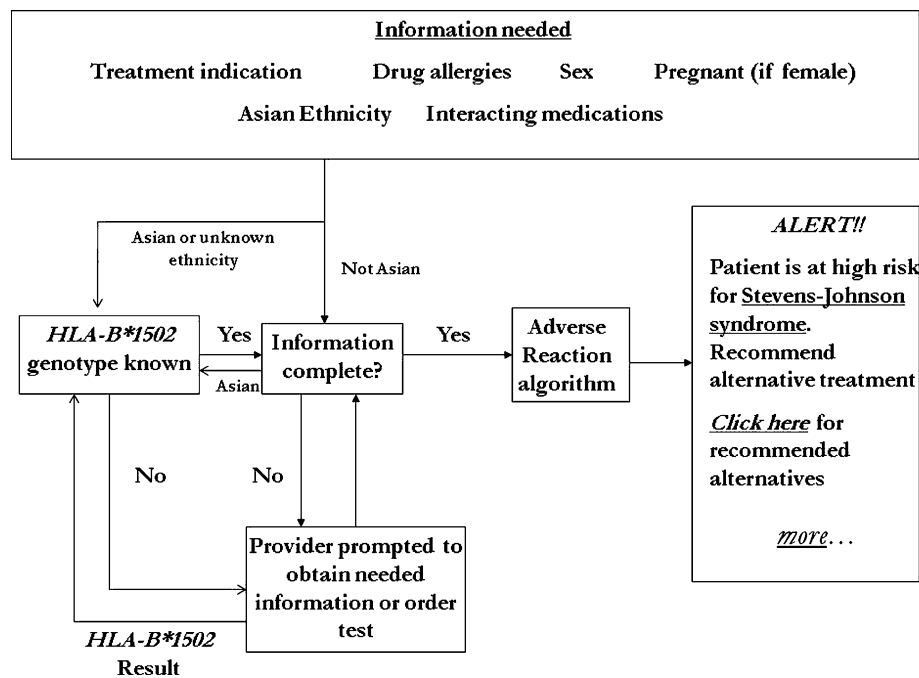 Information needed
Treatment indication Drug allergies Sex Pregnant (if female)
Asian Ethnicity Interacting medications
Asian or unknown
ethnicity
Not Asian
HLA-B*1502
genotype known
Yes
Asian
Information
complete?
Yes
Adverse
Reaction
algorithm
ALERT!!
Patient is at high risk
for Stevens-Johnson
syndrome.
Recommend
alternative treatment
Click here for
recommended
alternatives
more...
No
No
Provider prompted to
obtain needed
information or order
test
HLA-B*1502
Result